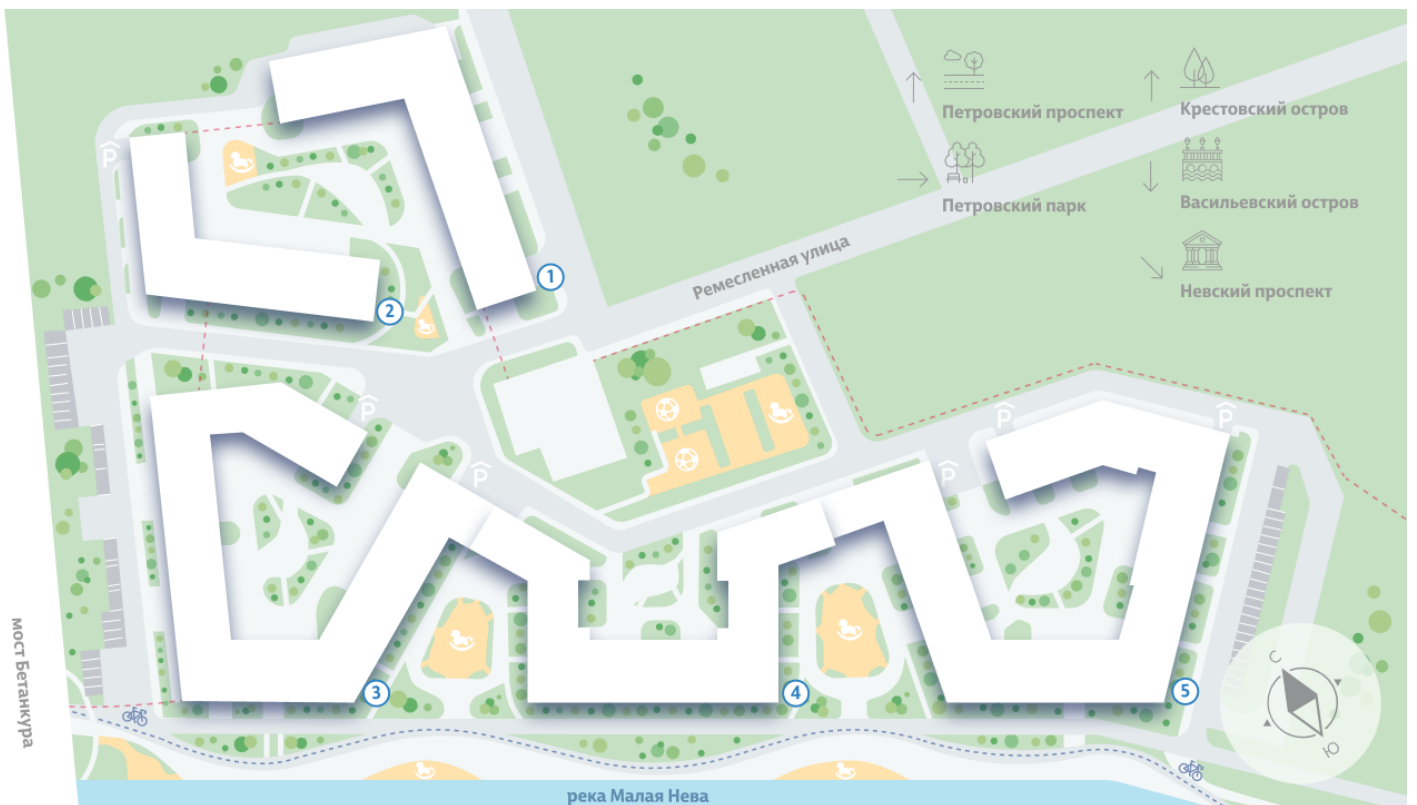 Петровский проспект
Крестовский остров
Петровский парк
Васильевский остров
Невский проспект
Ремесленная улица
P
1
2
P
P
P
P
P
3
4
5
С
Ю
мост Бетанкура
река Малая Нева